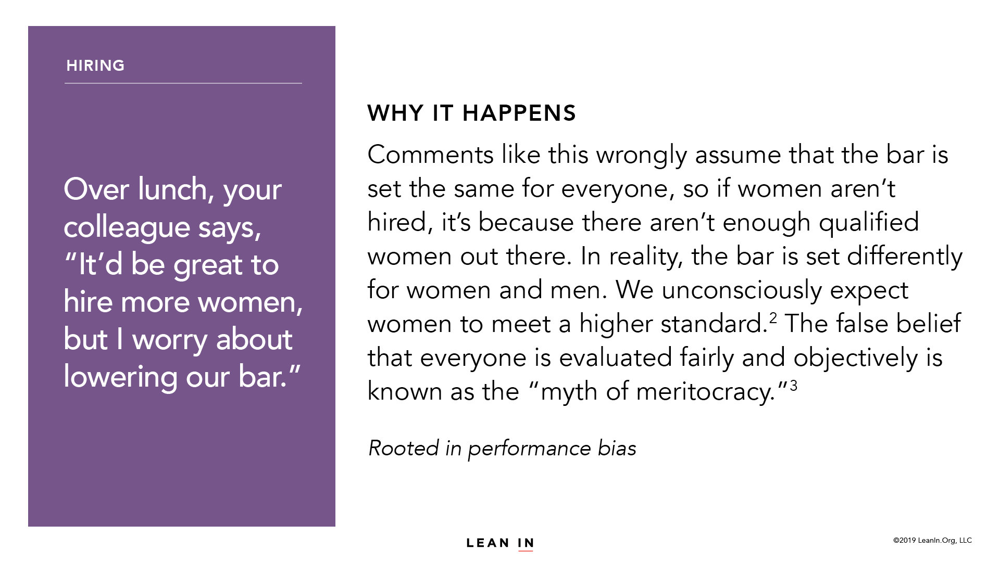 HIRING
Over lunch, your
colleague says,
“It’d be great to
hire more women,
but I worry about
lowering our bar.”
WHY IT HAPPENS
Comments like this wrongly assume that the bar is
set the same for everyone, so if women aren’t
hired, it’s because there aren’t enough qualified
women out there. In reality, the bar is set differently
for women and men. We unconsciously expect
women to meet a higher standard.² The false belief
that everyone is evaluated fairly and objectively is
known as the “myth of meritocracy.”³
Rooted in performance bias
LEAN IN
©2019 LeanIn.Org, LLC